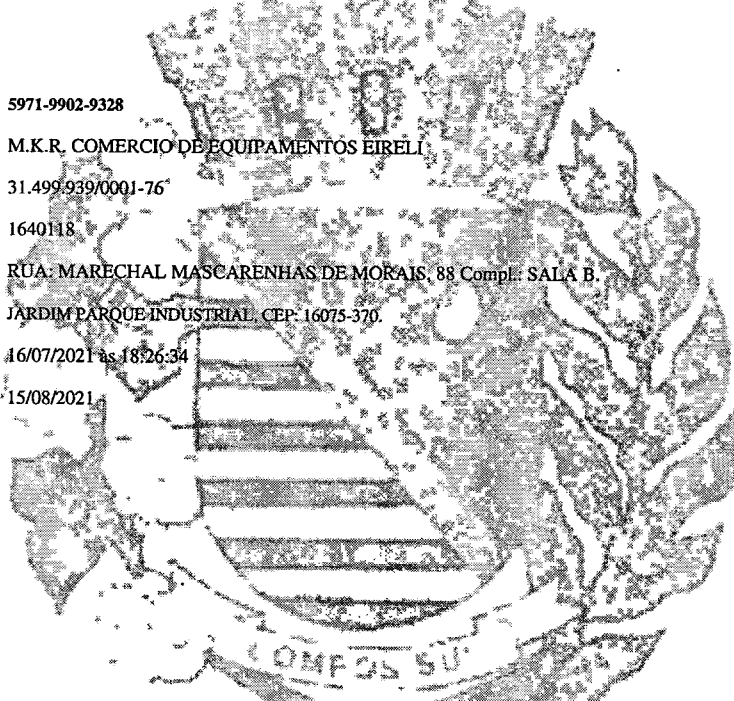 5971-9902-9328
M.K.R. COMERCIO DE EQUIPAMENTOS EIRELI
31.499.939/0001-76
1640118
RUA: MARECHAL MASCARENHAS DE MORAIS, 88 Compl.: SALA B.
JARDIM PARQUE INDUSTRIAL, CEP: 16075-370.
16/07/2021 às 18:26:34
15/08/2021